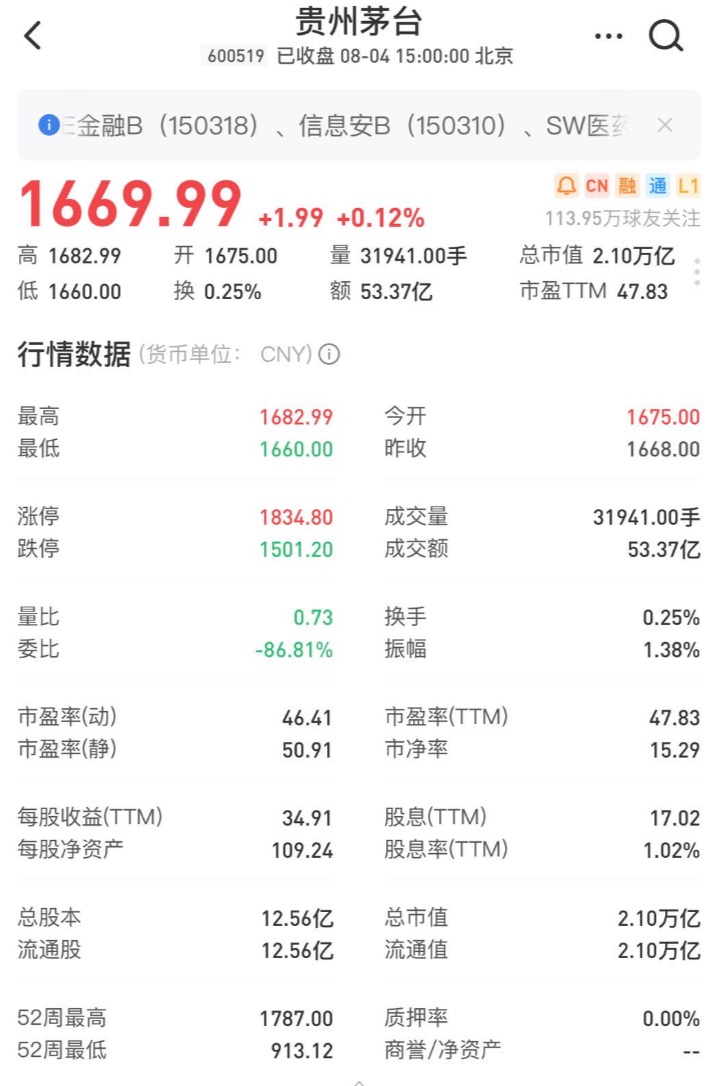 贵州茅台
600519 已收盘 08-04 15:00:00 北京
金融B（150318）、信息安B（150310）、SW医
1669.99 +1.99 +0.12%
CN 融 通 L1
113.95万球友关注
高 1682.99 开 1675.00 量 31941.00手 总市值 2.10万亿
低 1660.00 换 0.25% 额 53.37亿 市盈TTM 47.83
行情数据 (货币单位： CNY)
最高 1682.99 今开 1675.00
最低 1660.00 昨收 1668.00
涨停 1834.80 成交量 31941.00手
跌停 1501.20 成交额 53.37亿
量比 0.73 换手 0.25%
委比 -86.81% 振幅 1.38%
市盈率(动) 46.41 市盈率(TTM) 47.83
市盈率(静) 50.91 市净率 15.29
每股收益(TTM) 34.91 股息(TTM) 17.02
每股净资产 109.24 股息率(TTM) 1.02%
总股本 12.56亿 总市值 2.10万亿
流通股 12.56亿 流通值 2.10万亿
52周最高 1787.00 质押率 0.00%
52周最低 913.12 商誉/净资产 --